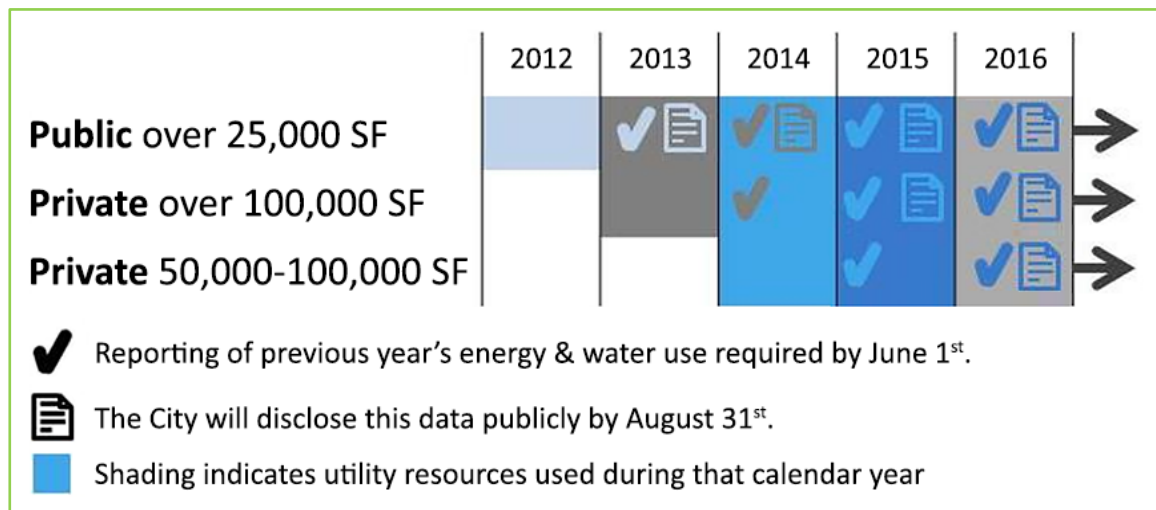 2012 2013 2014 2015 2016
Public over 25,000 SF
Private over 100,000 SF
Private 50,000-100,000 SF
Reporting of previous year's energy & water use required by June 1st.
The City will disclose this data publicly by August 31st.
Shading indicates utility resources used during that calendar year